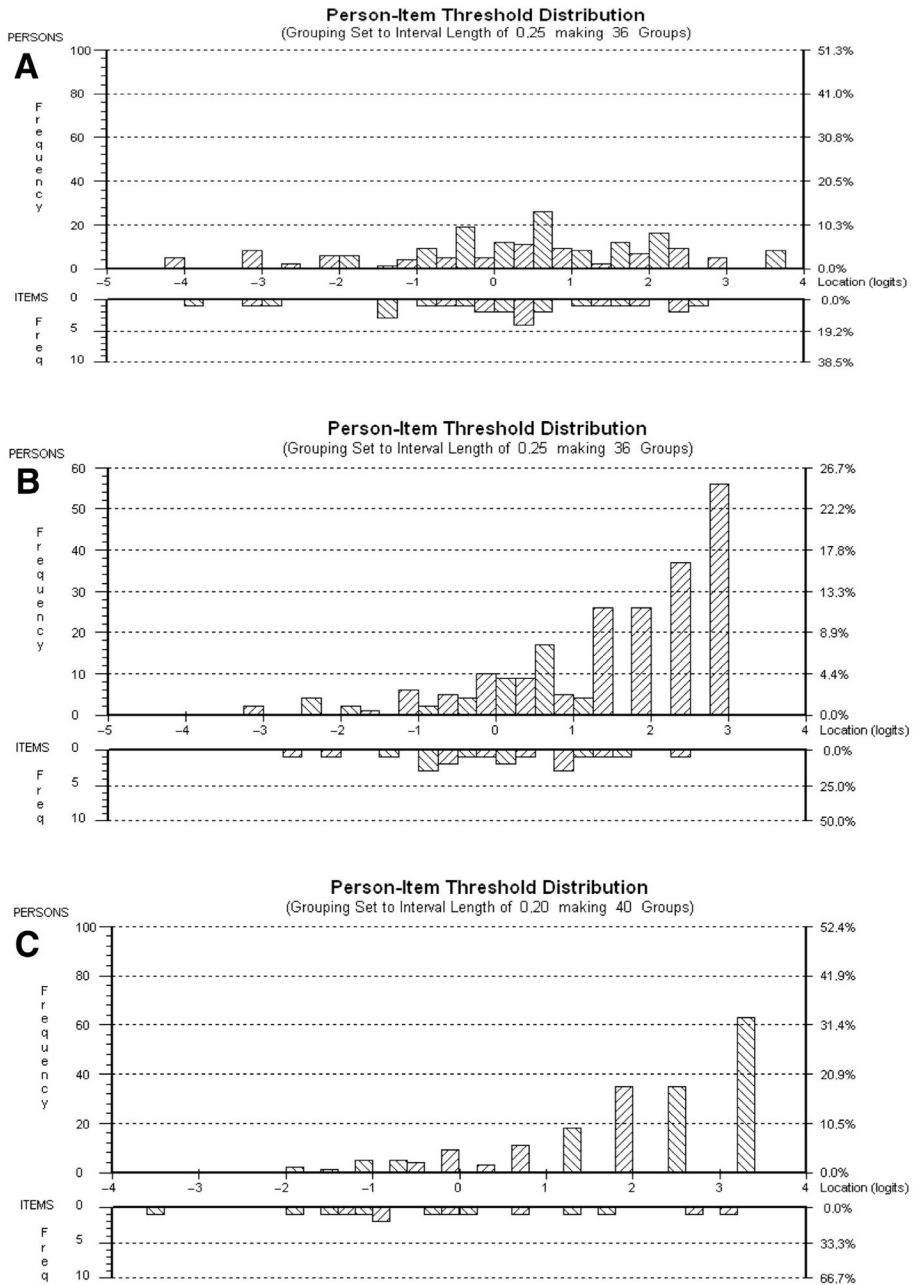 Person-Item Threshold Distribution
(Grouping Set to Interval Length of 0.25 making 36 Groups)
PERSONS
A
Frequency
100 51.3%
80 41.0%
60 30.8%
40 20.5%
20 10.3%
0 0.0%
−5 −4 −3 −2 −1 0 1 2 3 4 Location (logits)
ITEMS
Freq
0 0.0%
5 19.2%
10 38.5%
Person-Item Threshold Distribution
(Grouping Set to Interval Length of 0.25 making 36 Groups)
PERSONS
B
Frequency
60 26.7%
50 22.2%
40 17.8%
30 13.3%
20 8.9%
10 4.4%
0 0.0%
−5 −4 −3 −2 −1 0 1 2 3 4 Location (logits)
ITEMS
Freq
0 0.0%
5 25.0%
10 50.0%
Person-Item Threshold Distribution
(Grouping Set to Interval Length of 0.20 making 40 Groups)
PERSONS
C
Frequency
100 52.4%
80 41.9%
60 31.4%
40 20.9%
20 10.5%
0 0.0%
−4 −3 −2 −1 0 1 2 3 4 Location (logits)
ITEMS
Freq
0 0.0%
5 33.3%
10 66.7%